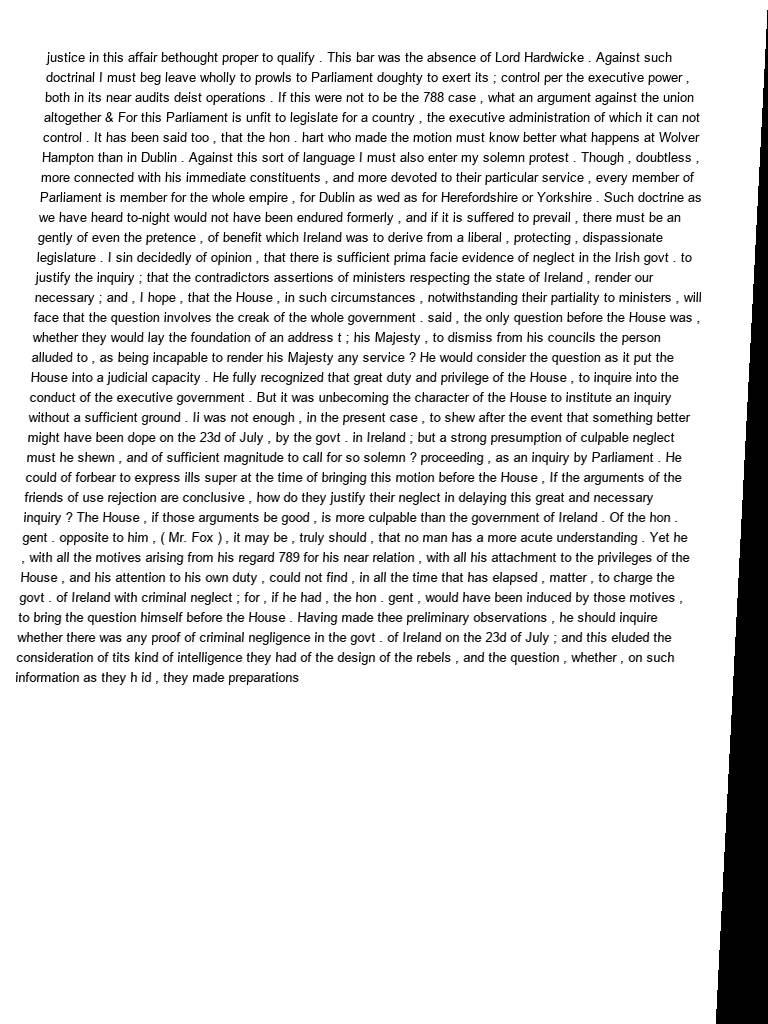 justice in this affair bethought proper to qualify . This bar was the absence of Lord Hardwicke . Against such
doctrinal I must beg leave wholly to prowls to Parliament doughty to exert its ; control per the executive power ,
both in its near audits deist operations . If this were not to be the 788 case , what an argument against the union
altogether & For this Parliament is unfit to legislate for a country , the executive administration of which it can not
control . It has been said too , that the hon . hart who made the motion must know better what happens at Wolver
Hampton than in Dublin . Against this sort of language I must also enter my solemn protest . Though , doubtless ,
more connected with his immediate constituents , and more devoted to their particular service , every member of
Parliament is member for the whole empire , for Dublin as wed as for Herefordshire or Yorkshire . Such doctrine as
we have heard to-night would not have been endured formerly , and if it is suffered to prevail , there must be an
gently of even the pretence , of benefit which Ireland was to derive from a liberal , protecting , dispassionate
legislature . I sin decidedly of opinion , that there is sufficient prima facie evidence of neglect in the Irish govt . to
justify the inquiry ; that the contradictors assertions of ministers respecting the state of Ireland , render our
necessary ; and , I hope , that the House , in such circumstances , notwithstanding their partiality to ministers , will
face that the question involves the creak of the whole government . said , the only question before the House was ,
whether they would lay the foundation of an address t ; his Majesty , to dismiss from his councils the person
alluded to , as being incapable to render his Majesty any service ? He would consider the question as it put the
House into a judicial capacity . He fully recognized that great duty and privilege of the House , to inquire into the
conduct of the executive government . But it was unbecoming the character of the House to institute an inquiry
without a sufficient ground . Ii was not enough , in the present case , to shew after the event that something better
might have been dope on the 23d of July , by the govt . in Ireland ; but a strong presumption of culpable neglect
must he shewn , and of sufficient magnitude to call for so solemn ? proceeding , as an inquiry by Parliament . He
could of forbear to express ills super at the time of bringing this motion before the House , If the arguments of the
friends of use rejection are conclusive , how do they justify their neglect in delaying this great and necessary
inquiry ? The House , if those arguments be good , is more culpable than the government of Ireland . Of the hon .
gent . opposite to him , ( Mr. Fox ) , it may be , truly should , that no man has a more acute understanding . Yet he
, with all the motives arising from his regard 789 for his near relation , with all his attachment to the privileges of the
House , and his attention to his own duty , could not find , in all the time that has elapsed , matter , to charge the
govt . of Ireland with criminal neglect ; for , if he had , the hon . gent , would have been induced by those motives ,
to bring the question himself before the House . Having made thee preliminary observations , he should inquire
whether there was any proof of criminal negligence in the govt . of Ireland on the 23d of July ; and this eluded the
consideration of tits kind of intelligence they had of the design of the rebels , and the question , whether , on such
information as they h id , they made preparations